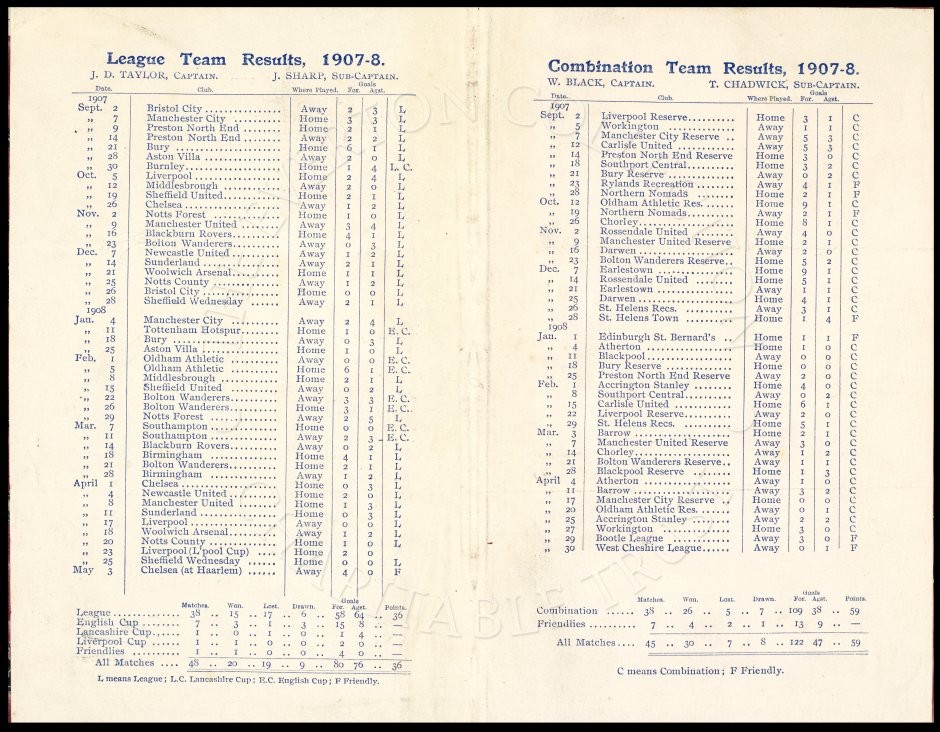 League Team Results, 1907-8.
J. D. TAYLOR, CAPTAIN. ...... J. SHARP, SUB-CAPTAIN.
Goals
Date. Club. Where Played. For. Agst.
1907
Sept. 2 Bristol City .............. Away 2 3 L
„ 7 Manchester City ......... Home 3 3 L
„ 9 Preston North End ....... Home 2 1 L
„ 14 Preston North End ....... Away 2 2 L
„ 21 Bury ..................... Home 6 1 L
„ 28 Aston Villa ............... Away 2 0 L
„ 30 Burnley.................. Home 1 4 L. C.
Oct. 5 Liverpool ................ Home 2 4 L
„ 12 Middlesbrough ........... Away 2 0 L
„ 19 Sheffield United.......... Home 2 1 L
„ 26 Chelsea .................. Away 1 2 L
Nov. 2 Notts Forest ............. Home 1 0 L
„ 9 Manchester United ....... Away 3 4 L
„ 16 Blackburn Rovers......... Home 4 1 L
„ 23 Bolton Wanderers......... Away 0 3 L
Dec. 7 Newcastle United ........ Away 1 2 L
„ 14 Sunderland ............... Away 2 1 L
„ 21 Woolwich Arsenal......... Home 1 1 L
„ 25 Notts County ............ Away 1 2 L
„ 26 Bristol City .............. Home 0 0 L
„ 28 Sheffield Wednesday ...... Away 2 1 L
1908
Jan. 4 Manchester City .......... Away 2 4 L
„ 11 Tottenham Hotspur....... Home 1 0 E. C.
„ 18 Bury ..................... Away 0 3 L
„ 25 Aston Villa ............... Home 1 0 L
Feb. 1 Oldham Athletic .......... Away 0 0 E. C.
„ 5 Oldham Athletic .......... Home 6 1 E. C.
„ 8 Middlesbrough ........... Home 2 1 L
„ 15 Sheffield United ......... Away 0 2 L
„ 22 Bolton Wanderers......... Away 3 3 E. C.
„ 26 Bolton Wanderers......... Home 3 1 E. C.
„ 29 Notts Forest ............. Away 2 5 L
Mar. 7 Southampton ............. Home 0 0 E. C.
„ 11 Southampton ............. Away 2 3 E. C.
„ 14 Blackburn Rovers......... Away 0 2 L
„ 18 Birmingham .............. Home 4 1 L
„ 21 Bolton Wanderers......... Home 2 1 L
„ 28 Birmingham .............. Away 1 2 L
April 1 Chelsea .................. Home 0 3 L
„ 4 Newcastle United ......... Home 2 0 L
„ 8 Manchester United ....... Home 1 3 L
„ 11 Sunderland ............... Home 0 3 L
„ 17 Liverpool ................ Away 0 0 L
„ 18 Woolwich Arsenal......... Away 1 2 L
„ 20 Notts County ............ Home 1 0 L
„ 23 Liverpool (L'pool Cup) .... Home 2 0
„ 25 Sheffield Wednesday ...... Home 0 0 L
May 3 Chelsea (at Haarlem) ...... Away 4 0 F
Goals
Matches. Won. Lost. Drawn. For. Agst. Points.
League .............. 38 .. 15 .. 17 .. 6 .. 58 64 .. 36
English Cup .......... 7 .. 3 .. 1 .. 3 .. 15 8 .. —
Lancashire Cup...... 1 .. 0 .. 1 .. 0 .. 1 4 .. —
Liverpool Cup ...... 1 .. 1 .. 0 .. 0 .. 2 0 .. —
Friendlies .......... 1 .. 1 .. 0 .. 0 .. 4 0 .. —
All Matches .... 48 .. 20 .. 19 .. 9 .. 80 76 .. 36
L means League ; L.C. Lancashire Cup ; E.C. English Cup ; F Friendly.
Combination Team Results, 1907-8.
W. BLACK, CAPTAIN. T. CHADWICK, SUB-CAPTAIN.
Goals
Date. Club. Where Played. For. Agst.
1907
Sept. 2 Liverpool Reserve.......... Home 3 1 C
„ 5 Workington .............. Away 1 1 C
„ 7 Manchester City Reserve .. Away 5 3 C
„ 12 Carlisle United ........... Away 5 3 C
„ 14 Preston North End Reserve Home 3 0 C
„ 18 Southport Central.......... Home 3 2 C
„ 21 Bury Reserve ............. Away 0 2 C
„ 23 Rylands Recreation ....... Away 4 1 F
„ 28 Northern Nomads ........ Home 2 1 F
Oct. 12 Oldham Athletic Res. ...... Home 9 1 C
„ 19 Northern Nomads......... Away 2 1 F
„ 26 Chorley................... Home 8 1 C
Nov. 2 Rossendale United ........ Away 4 0 C
„ 9 Manchester United Reserve Home 2 1 C
„ 16 Darwen .................. Away 2 0 C
„ 23 Bolton Wanderers Reserve.. Home 5 2 C
Dec. 7 Earlestown ............... Home 9 1 C
„ 14 Rossendale United ........ Home 5 1 C
„ 21 Earlestown ............... Away 1 1 C
„ 25 Darwen .................. Home 4 1 C
„ 26 St. Helens Recs. .......... Away 3 1 C
„ 28 St. Helens Town .......... Home 1 4 F
1908
Jan. 1 Edinburgh St. Bernard's .. Home 1 1 F
„ 4 Atherton ................. Home 1 0 C
„ 11 Blackpool ................ Away 0 0 C
„ 18 Bury Reserve ............. Home 0 0 C
„ 25 Preston North End Reserve Away 2 0 C
Feb. 1 Accrington Stanley ........ Home 4 0 C
„ 8 Southport Central.......... Away 0 2 C
„ 15 Carlisle United ........... Home 6 1 C
„ 22 Liverpool Reserve.......... Away 2 0 C
„ 29 St. Helens Recs. .......... Home 5 1 C
Mar. 3 Barrow ................... Home 2 1 C
„ 7 Manchester United Reserve Away 3 0 C
„ 14 Chorley................... Away 1 2 C
„ 21 Bolton Wanderers Reserve.. Away 1 1 C
„ 28 Blackpool Reserve ........ Home 1 3 C
April 4 Atherton ................. Away 1 0 C
„ 11 Barrow ................... Away 3 2 C
„ 17 Manchester City Reserve .. Home 0 0 C
„ 20 Oldham Athletic Res. ..... Away 0 1 C
„ 25 Accrington Stanley ........ Away 2 2 C
„ 27 Workington .............. Home 3 0 C
„ 29 Bootle League ............ Away 3 0 F
„ 30 West Cheshire League...... Away 0 1 F
Goals
Matches. Won. Lost. Drawn. For. Agst. Points.
Combination ...... 38 .. 26 .. 5 .. 7 .. 109 38 .. 59
Friendlies .......... 7 .. 4 .. 2 .. 1 .. 13 9 .. —
All Matches .... 45 .. 30 .. 7 .. 8 .. 122 47 .. 59
C means Combination ; F Friendly.